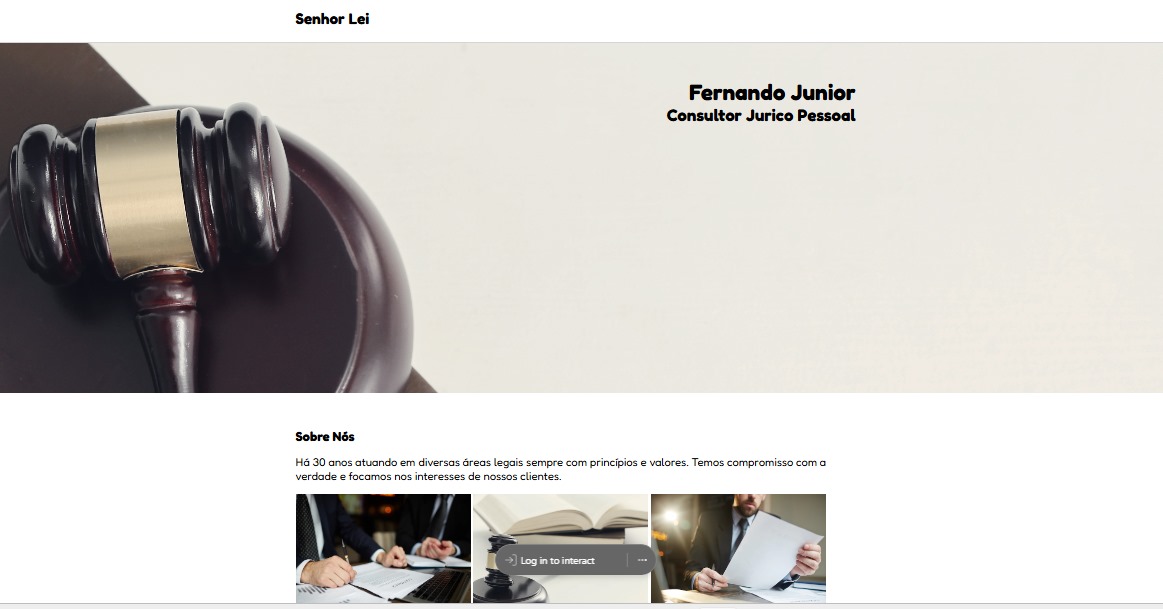 Senhor Lei
Fernando Junior
Consultor Jurico Pessoal
Sobre Nós
Há 30 anos atuando em diversas áreas legais sempre com princípios e valores. Temos compromisso com a
verdade e focamos nos interesses de nossos clientes.
Log in to interact